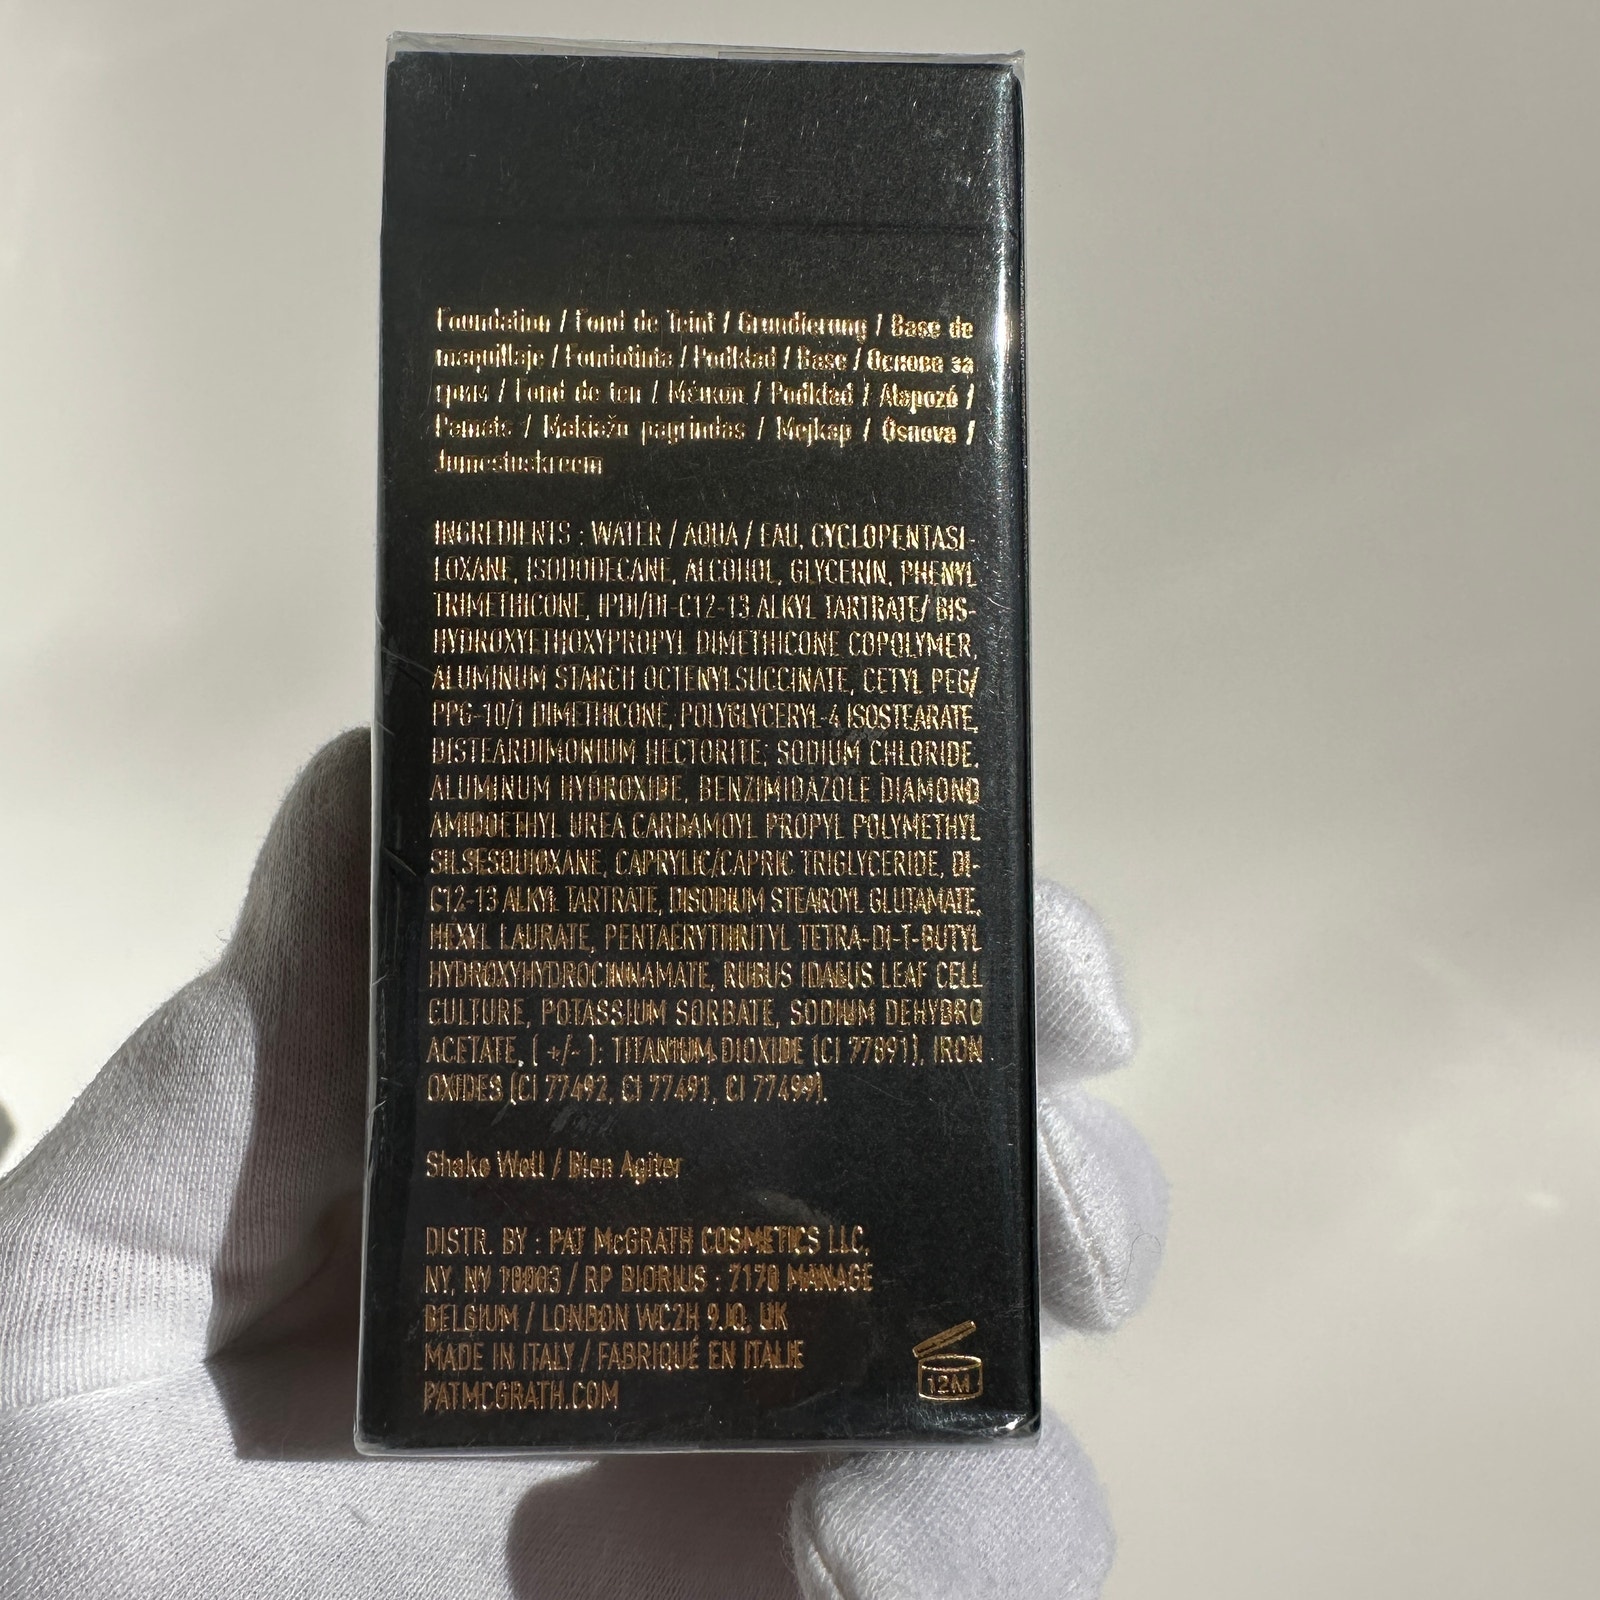 Foundation / Fond de Teint / Grundierung / Base de
maquillaje / Fondotinta / Podkład / Base / Основа за
грим / Fond de ten / Μέικαπ / Podklad / Alapozó /
Pamats / Makiažo pagrindas / Mejkap / Osnova /
Jumestuskreem
INGREDIENTS : WATER / AQUA / EAU, CYCLOPENTASI-
LOXANE, ISODODECANE, ALCOHOL, GLYCERIN, PHENYL
TRIMETHICONE, IPDI/DI-C12-13 ALKYL TARTRATE/ BIS-
HYDROXYETHOXYPROPYL DIMETHICONE COPOLYMER,
ALUMINUM STARCH OCTENYLSUCCINATE, CETYL PEG/
PPG-10/1 DIMETHICONE, POLYGLYCERYL-4 ISOSTEARATE,
DISTEARDIMONIUM HECTORITE, SODIUM CHLORIDE,
ALUMINUM HYDROXIDE, BENZIMIDAZOLE DIAMOND
AMIDOETHYL UREA CARBAMOYL PROPYL POLYMETHYL
SILSESQUIOXANE, CAPRYLIC/CAPRIC TRIGLYCERIDE, DI-
C12-13 ALKYL TARTRATE, DISODIUM STEAROYL GLUTAMATE,
HEXYL LAURATE, PENTAERYTHRITYL TETRA-DI-T-BUTYL
HYDROXYHYDROCINNAMATE, RUBUS IDAEUS LEAF CELL
CULTURE, POTASSIUM SORBATE, SODIUM DEHYDRO
ACETATE, ( +/- ): TITANIUM DIOXIDE (CI 77891), IRON
OXIDES (CI 77492, CI 77491, CI 77499).
Shake Well / Bien Agiter
DISTR. BY : PAT McGRATH COSMETICS LLC,
NY, NY 10003 / RP BIORIUS : 7170 MANAGE
BELGIUM / LONDON WC2H 9JQ, UK
MADE IN ITALY / FABRIQUÉ EN ITALIE
PATMCGRATH.COM
12M